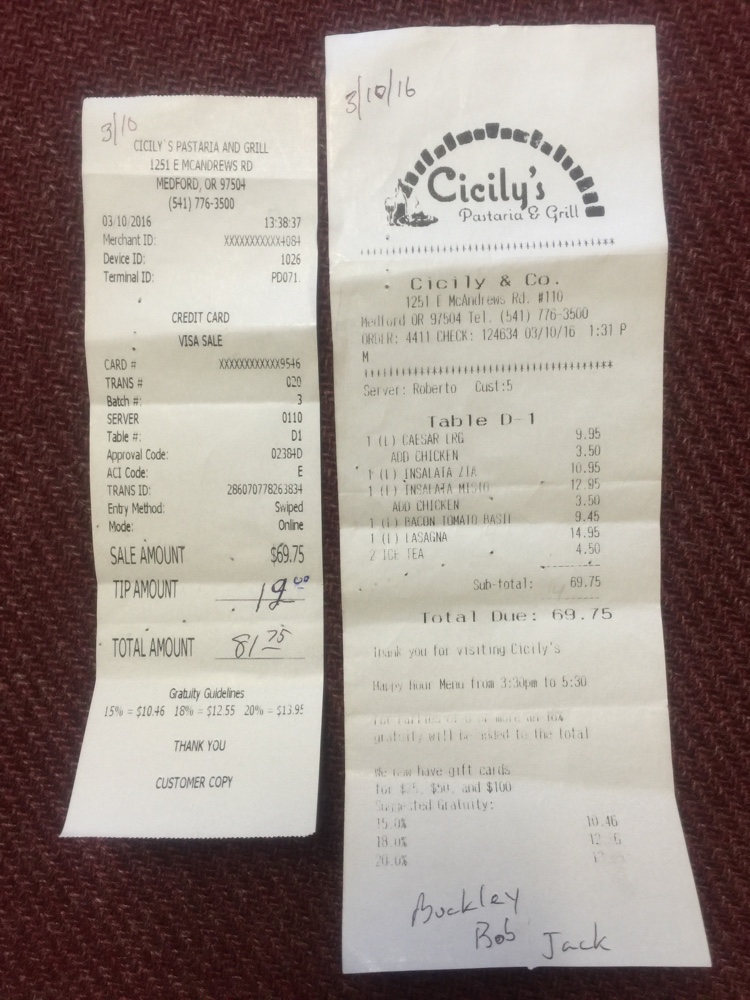 3/10
CICILY'S PASTARIA AND GRILL
1251 E MCANDREWS RD
MEDFORD, OR 97504
(541) 776-3500
03/10/2016 13:38:37
Merchant ID: XXXXXXXXXXX4084
Device ID: 1026
Terminal ID: PD071
CREDIT CARD
VISA SALE
CARD # XXXXXXXXXXXX9546
TRANS # 020
Batch #: 3
SERVER 0110
Table #: D1
Approval Code: 02384D
ACI Code: E
TRANS ID: 286070778263834
Entry Method: Swiped
Mode: Online
SALE AMOUNT $69.75
TIP AMOUNT 12.00
TOTAL AMOUNT 81 75
Gratuity Guidelines
15% = $10.46 18% = $12.55 20% = $13.95
THANK YOU
CUSTOMER COPY
3/10/16
Cicily's
Pastaria & Grill
Cicily & Co.
1251 E McAndrews Rd. #110
Medford OR 97504 Tel. (541) 776-3500
ORDER: 4411 CHECK: 124634 03/10/16 1:31 P
M
Server: Roberto Cust:5
Table D-1
1 (L) CAESAR LRG 9.95
ADD CHICKEN 3.50
1 (L) INSALATA ZIA 10.95
1 (L) INSALATA MISTO 12.95
ADD CHICKEN 3.50
1 (L) BACON TOMATO BASIL 9.45
1 (L) LASAGNA 14.95
2 ICE TEA 4.50
Sub-total: 69.75
Total Due: 69.75
Thank you for visiting Cicily's
Happy hour Menu from 3:30pm to 5:30
or more an
gratuity will be added to the total
We now have gift cards
for $25, $50, and $100
Suggested Gratuity:
15.0% 10.46
18.0%
20.0%
Buckley
Bob Jack